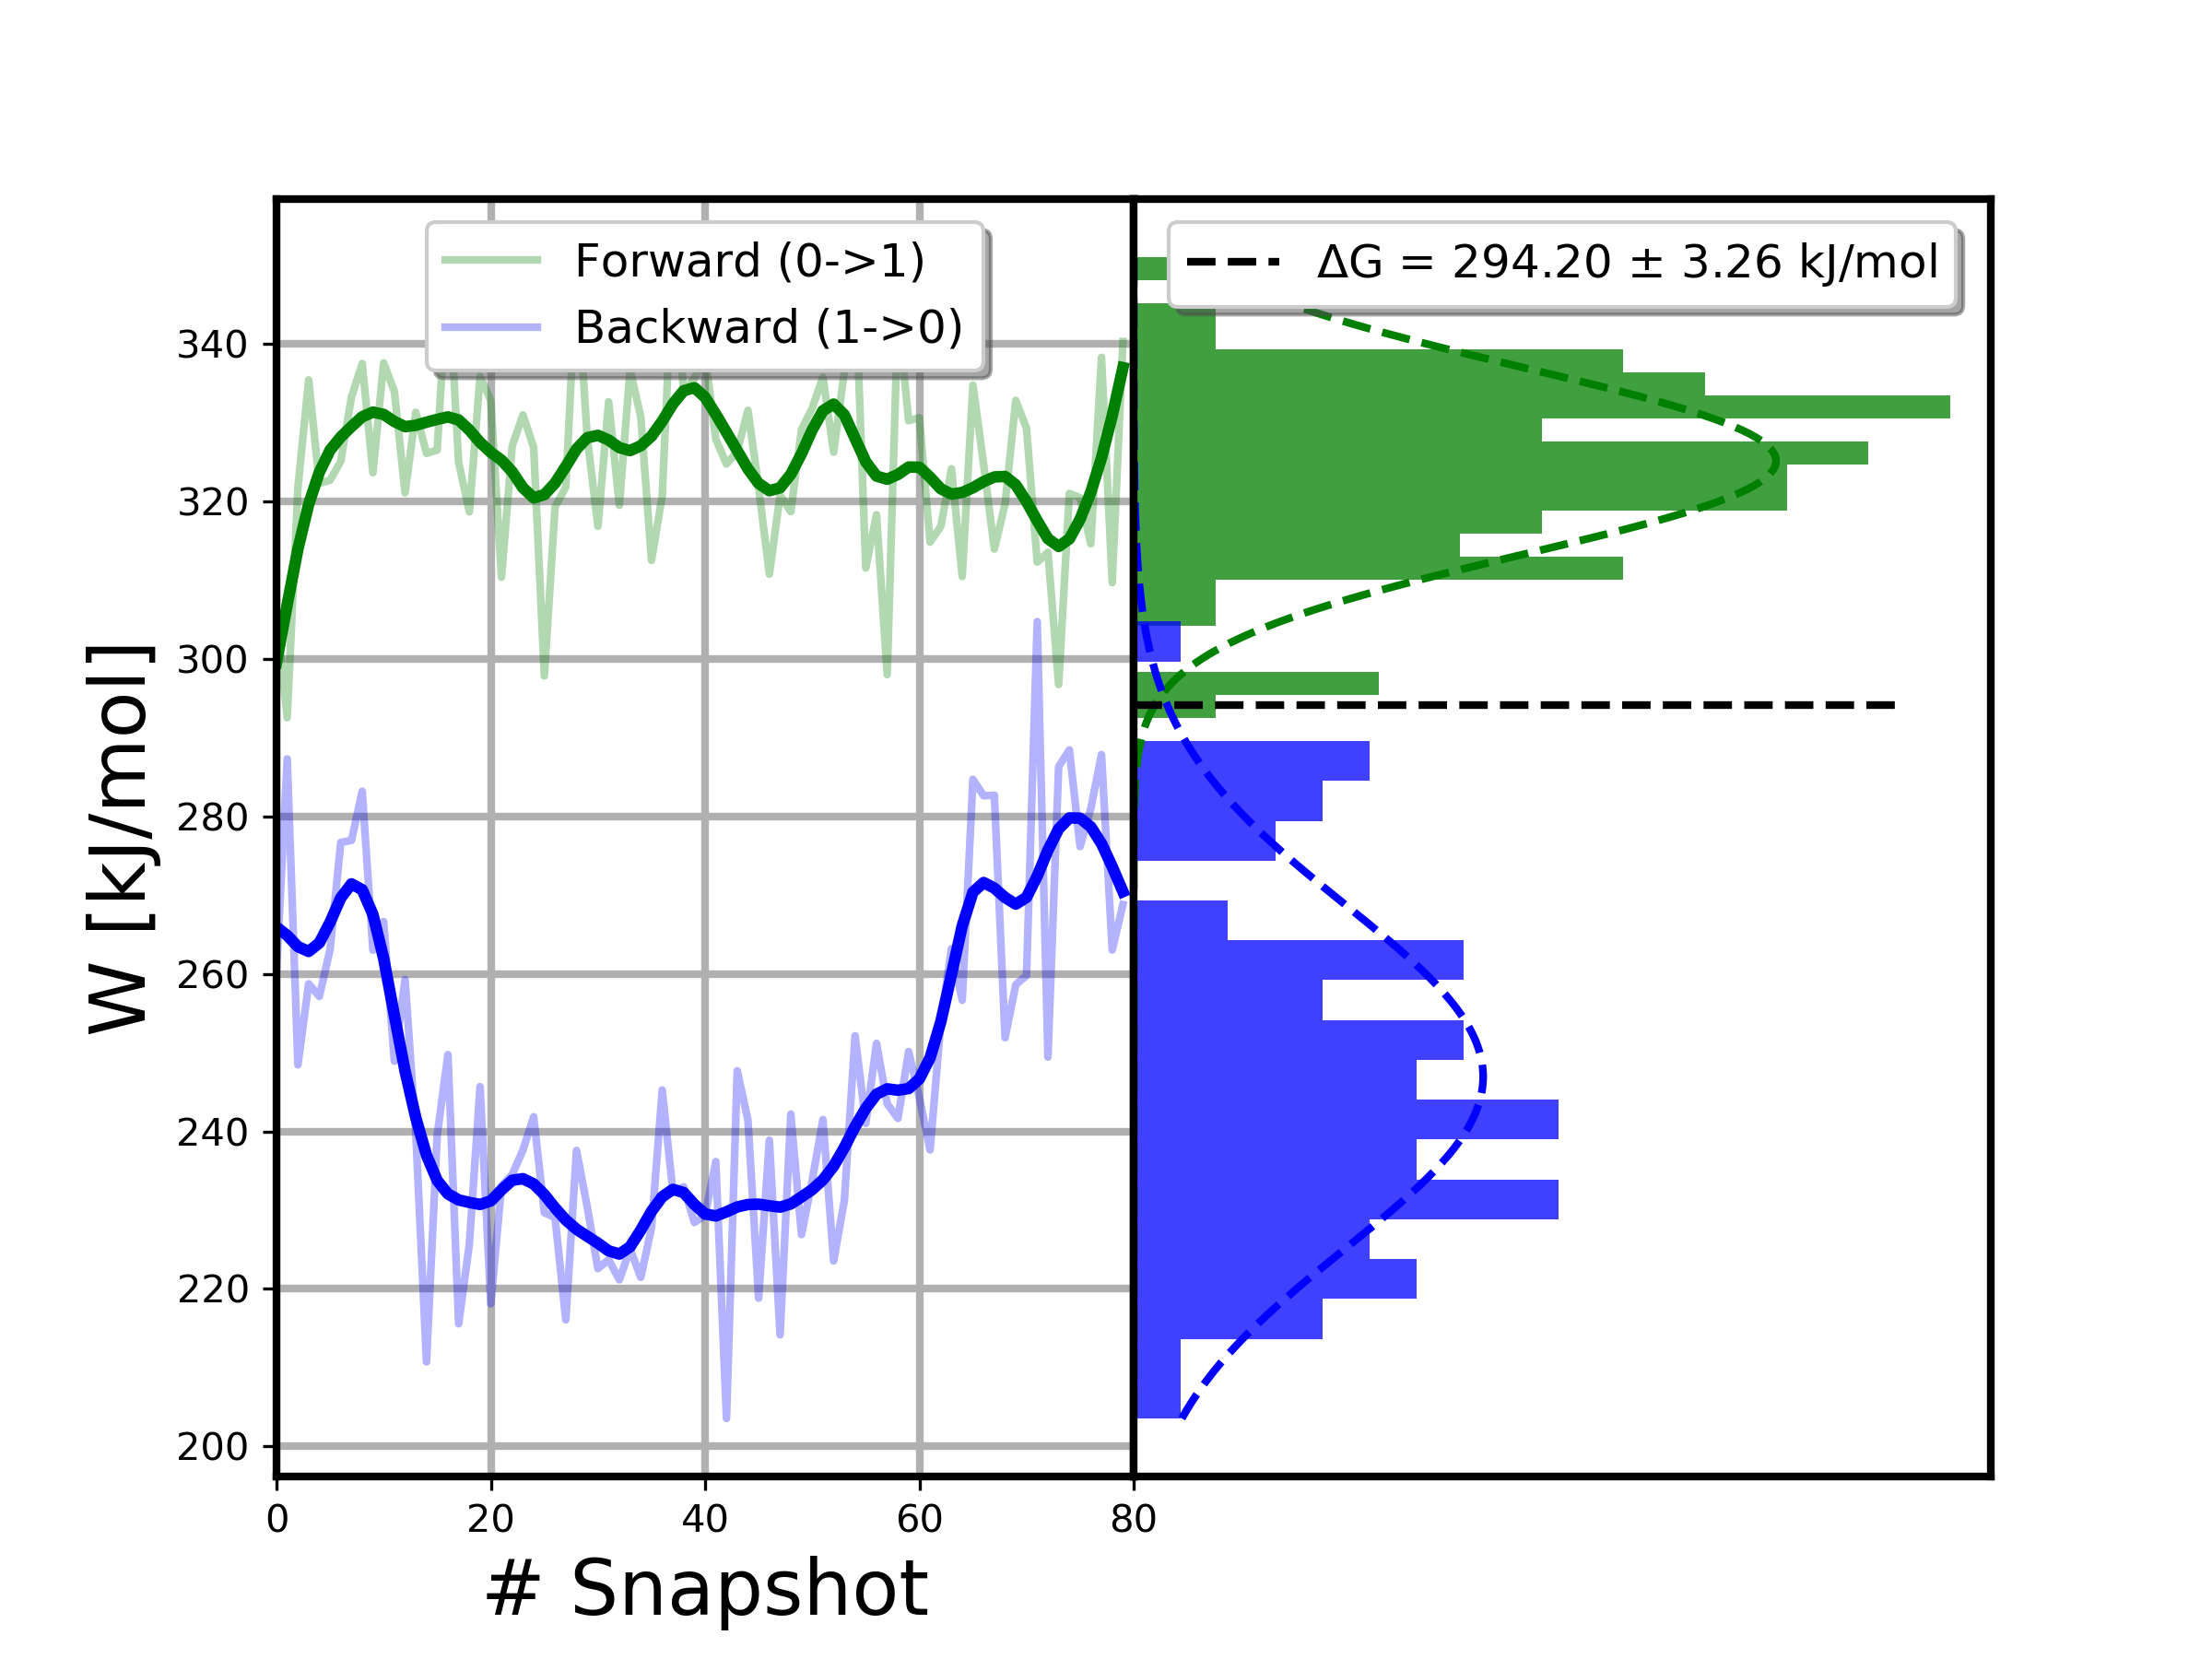 Forward (0->1)
Backward (1->0)
ΔG = 294.20 ± 3.26 kJ/mol
W [kJ/mol]
340
320
300
280
260
240
220
200
0 20 40 60 80
# Snapshot